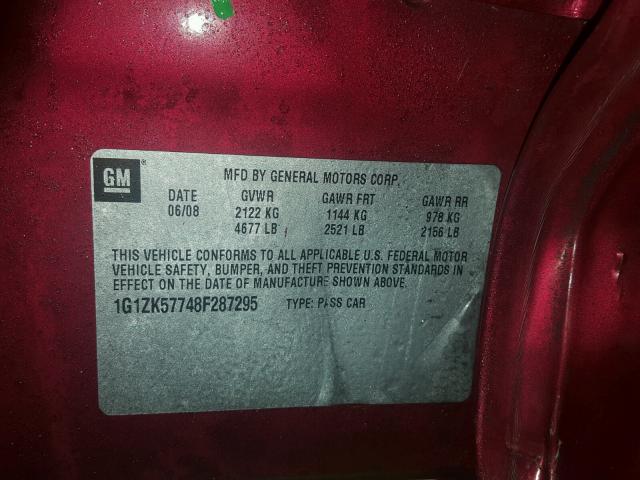 GM ® MFD BY GENERAL MOTORS CORP.
DATE GVWR GAWR FRT GAWR RR
06/08 2122 KG 1144 KG 978 KG
4677 LB 2521 LB 2156 LB
THIS VEHICLE CONFORMS TO ALL APPLICABLE U.S. FEDERAL MOTOR
VEHICLE SAFETY, BUMPER, AND THEFT PREVENTION STANDARDS IN
EFFECT ON THE DATE OF MANUFACTURE SHOWN ABOVE.
1G1ZK57748F287295 TYPE: PASS CAR